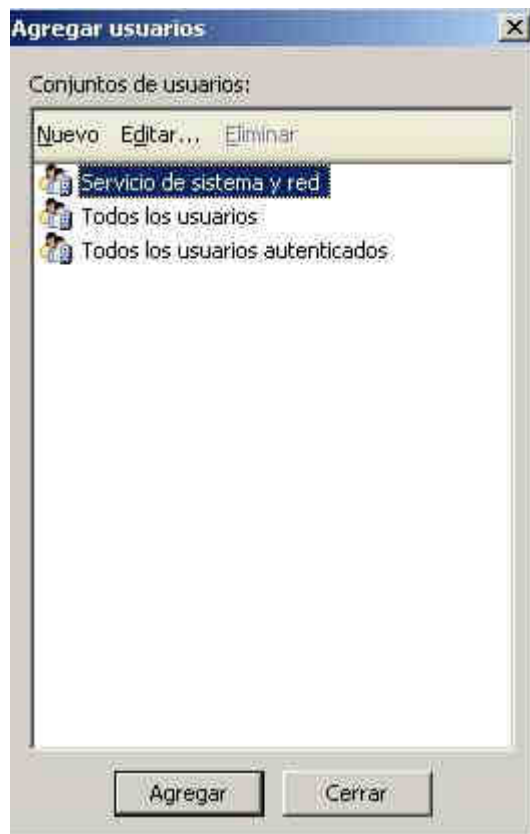 Agregar usuarios
Conjuntos de usuarios:
Nuevo Editar... Eliminar
Servicio de sistema y red
Todos los usuarios
Todos los usuarios autenticados
Agregar Cerrar